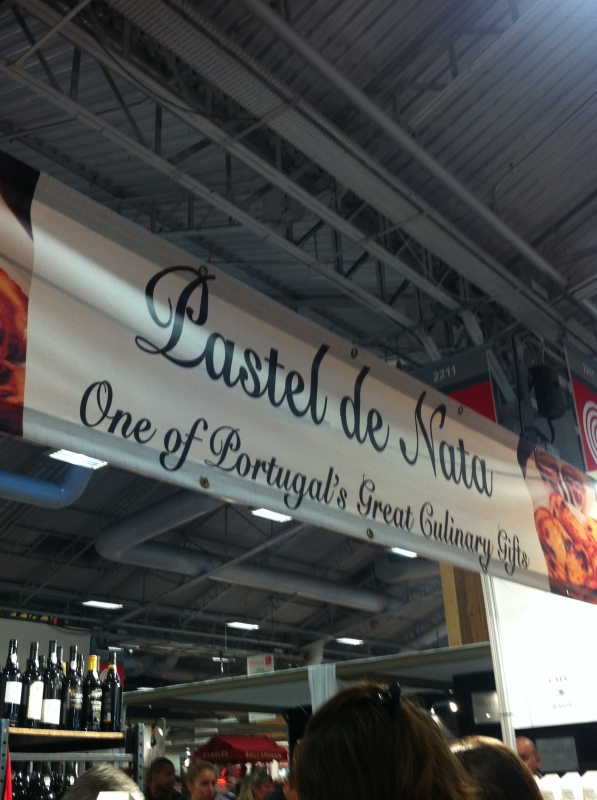 Pastel de Nata
One of Portugal's Great Culinary Gifts
2211